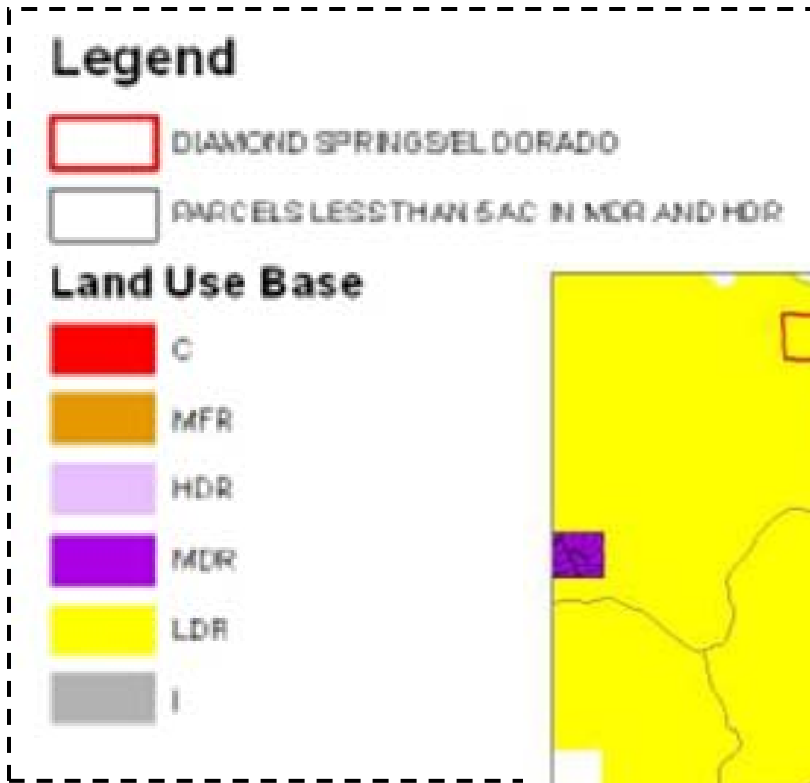 Legend
DIAMOND SPRINGS/EL DORADO
PARCELS LESS THAN 5 AC IN MDR AND HDR
Land Use Base
C
MFR
HDR
MDR
LDR
I